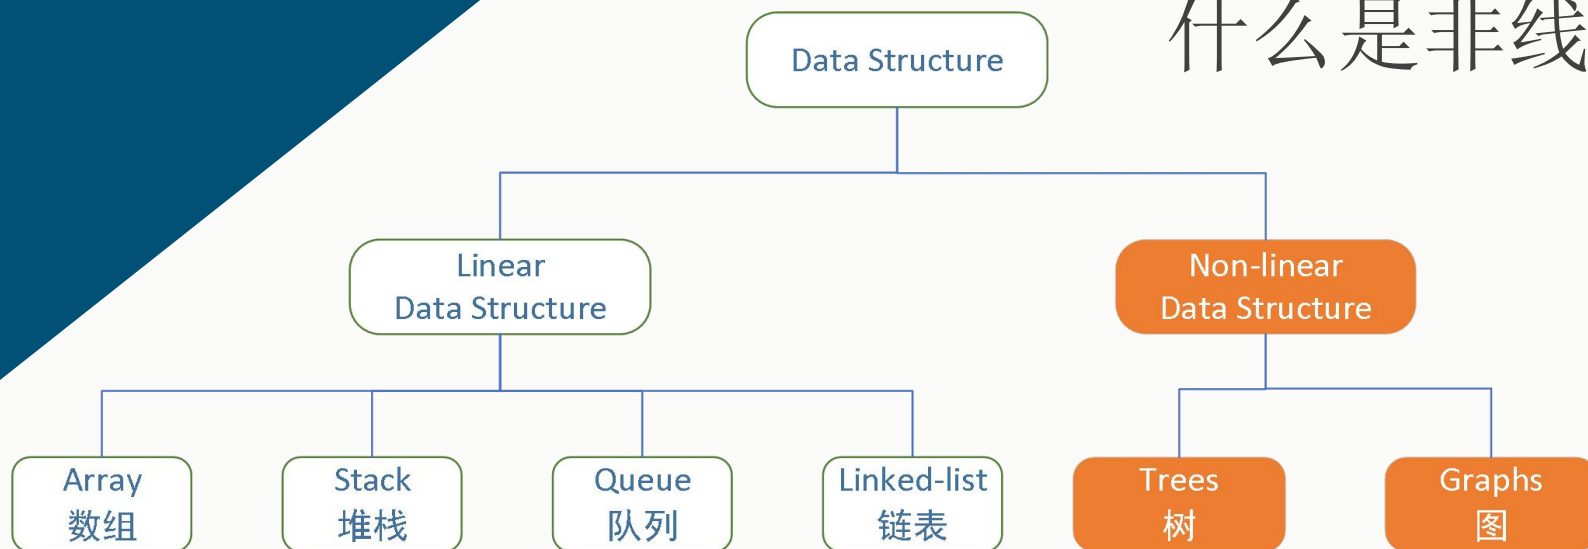 什么是非线
Data Structure
Linear
Data Structure
Non-linear
Data Structure
Array
数组
Stack
堆栈
Queue
队列
Linked-list
链表
Trees
树
Graphs
图